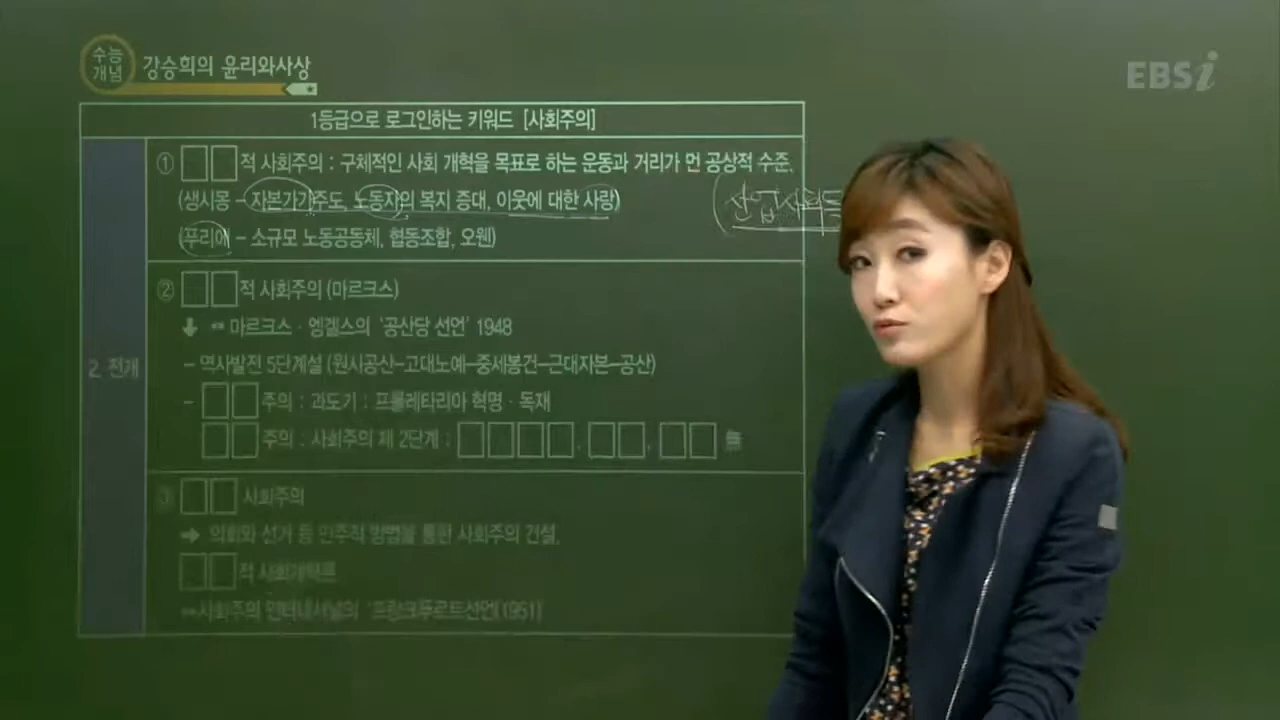 수능
개념
강승희의 윤리와사상
EBSi
1등급으로 로그인하는 키워드 [사회주의]
2. 전개
① □□적 사회주의 : 구체적인 사회 개혁을 목표로 하는 운동과 거리가 먼 공상적 수준.
(생시몽 – 자본가가 주도, 노동자의 복지 증대, 이웃에 대한 사랑)
산업사회
(푸리에 – 소규모 노동공동체, 협동조합, 오웬)
② □□적 사회주의 (마르크스)
⬇ ⇐ 마르크스 · 엥겔스의 '공산당 선언' 1948
– 역사발전 5단계설 (원시공산–고대노예–중세봉건–근대자본–공산)
– □□주의 : 과도기 : 프롤레타리아 혁명 · 독재
□□주의 : 사회주의 제 2단계 : □□□□, □□, □□ 無
③ □□ 사회주의
➡ 의회와 선거 등 민주적 방법을 통한 사회주의 건설.
□□적 사회
⇐사회주의 인터내셔널의 '프랑크푸르트선언(1951)